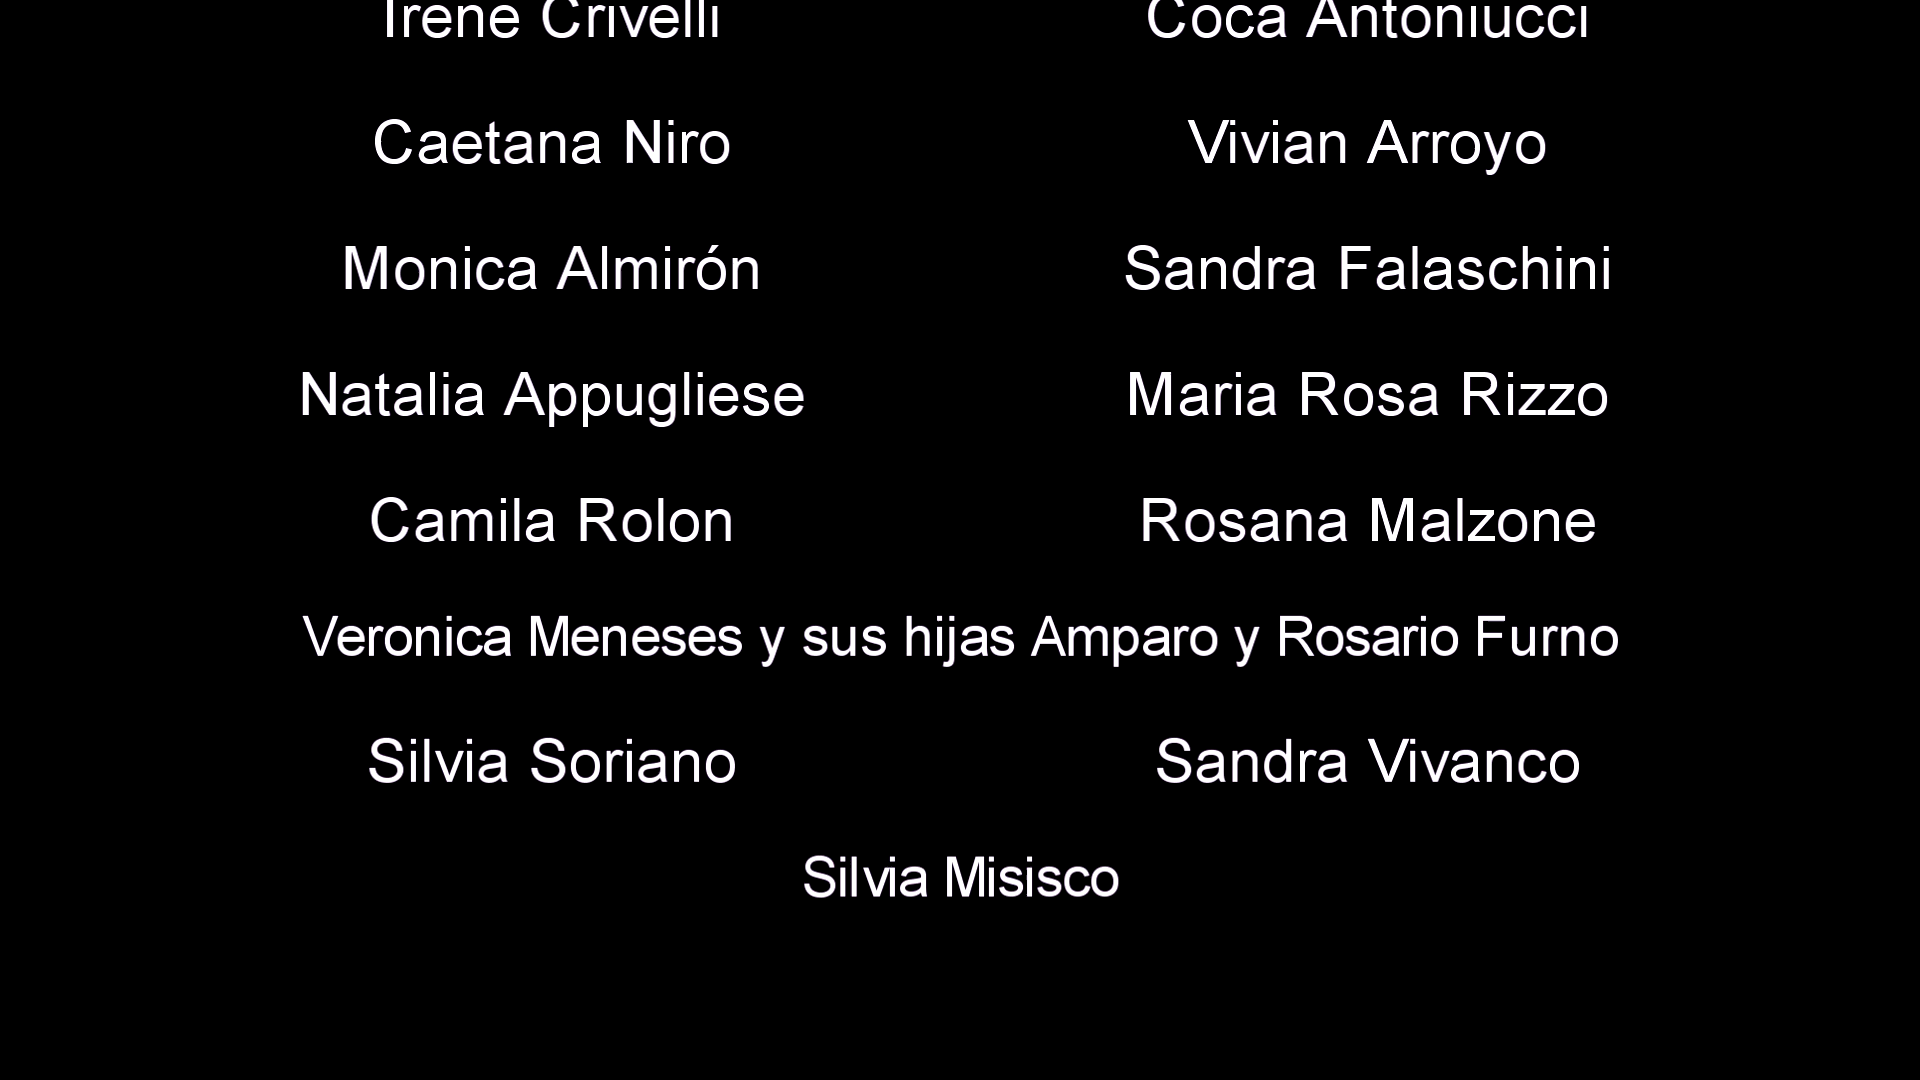 Irene Crivelli Coca Antoniucci
Caetana Niro Vivian Arroyo
Monica Almirón Sandra Falaschini
Natalia Appugliese Maria Rosa Rizzo
Camila Rolon Rosana Malzone
Veronica Meneses y sus hijas Amparo y Rosario Furno
Silvia Soriano Sandra Vivanco
Silvia Misisco